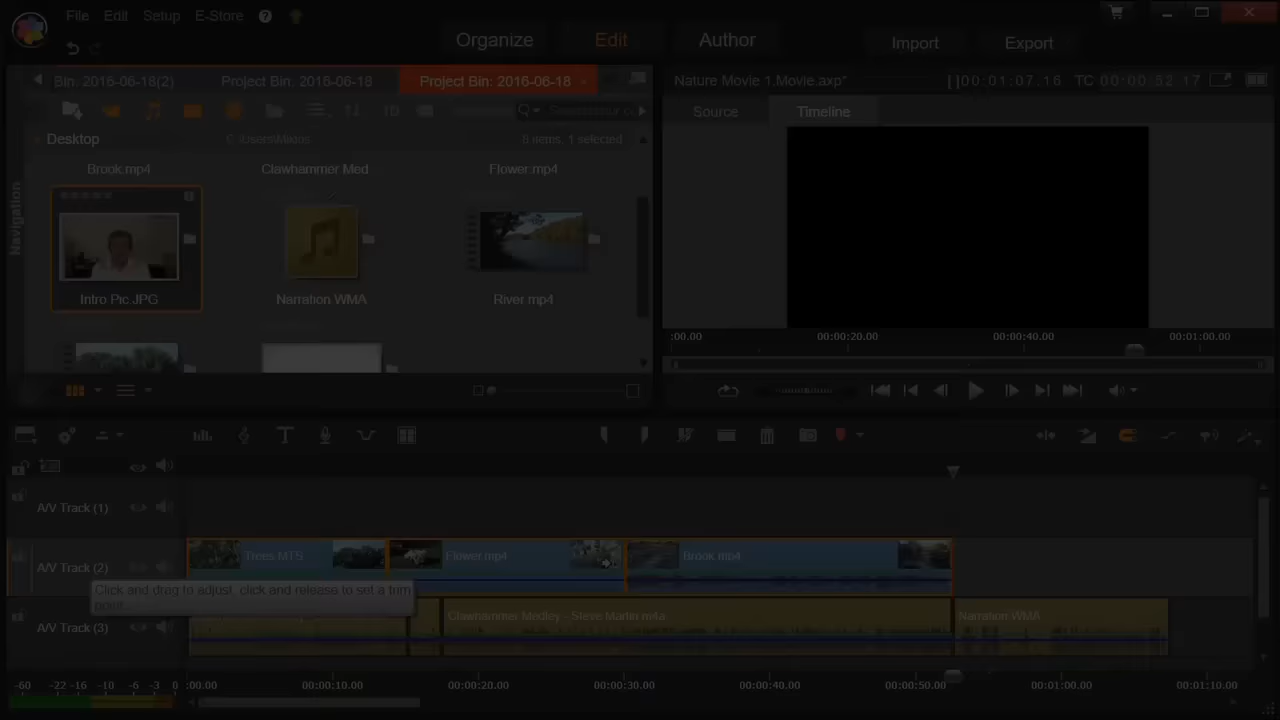 File Edit Setup E-Store ?
Organize Edit Author Import Export
Bin: 2016-06-18(2) Project Bin: 2016-06-18 Project Bin: 2016-06-18
Nature Movie 1.Movie.axp* [ ]00:01:07.16 TC 00:00:52.17
Source Timeline
Desktop C:\Users\Miklos 8 items, 1 selected
Brook.mp4 Clawhammer Med Flower.mp4
Navigation
Intro Pic.JPG Narration.WMA River.mp4
:00.00 00:00:20.00 00:00:40.00 00:01:00.00
A/V Track (1)
A/V Track (2) Trees.MTS Flower.mp4 Brook.mp4
Click and drag to adjust, click and release to set a trim
point...
A/V Track (3) Clawhammer Medley - Steve Martin.m4a Narration.WMA
-60 -22 -16 -10 -6 -3 0 :00.00 00:00:10.00 00:00:20.00 00:00:30.00 00:00:40.00 00:00:50.00 00:01:00.00 00:01:10.00